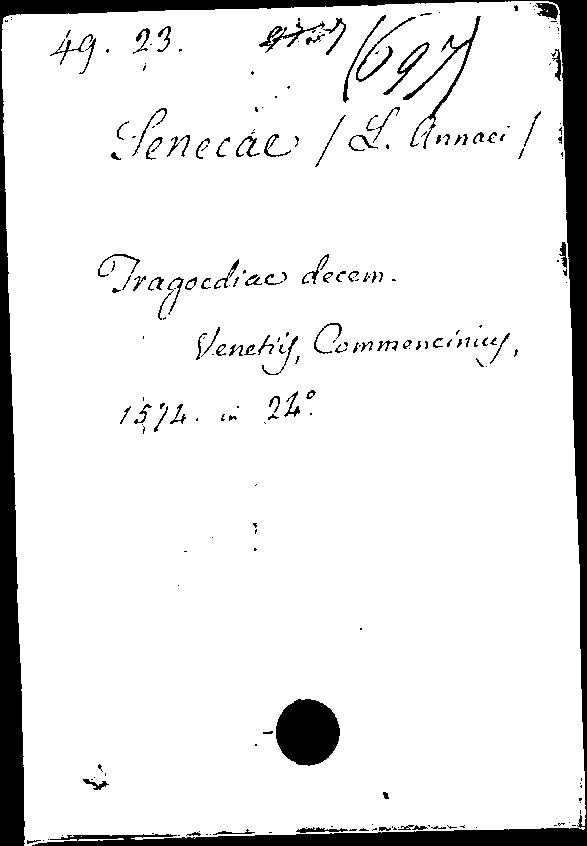 49. 23. (697)
Senecae / L. Annaei /
Tragoediae decem.
Venetiis, Commencinius,
1574. in 24°.